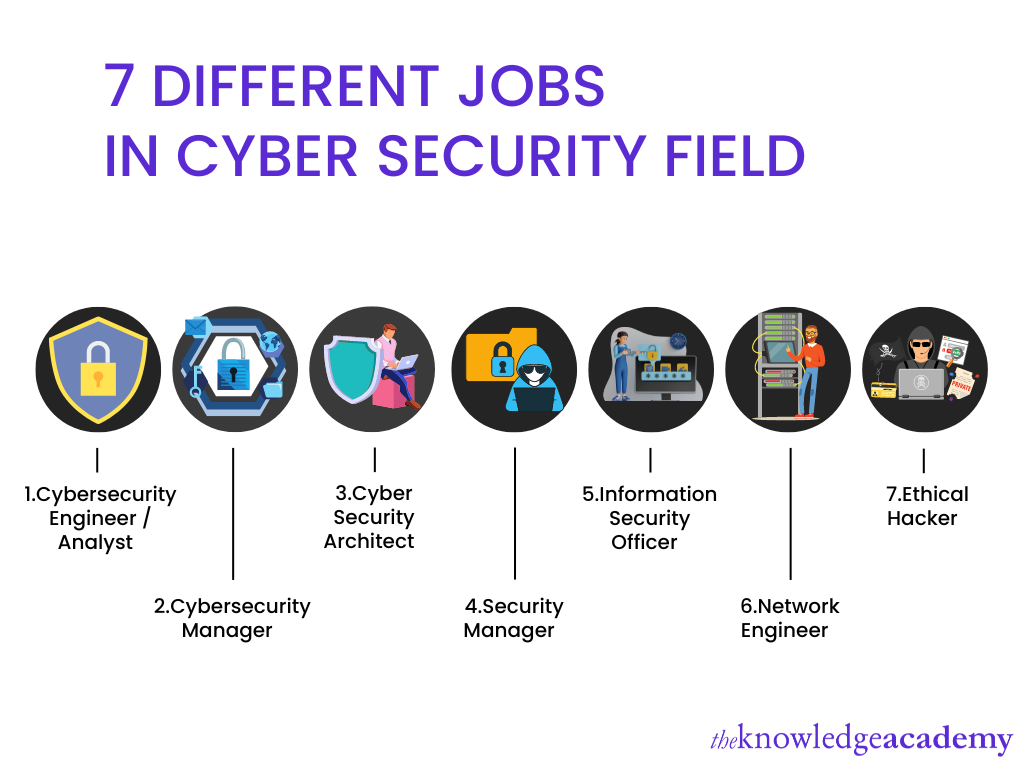 7 DIFFERENT JOBS
IN CYBER SECURITY FIELD
1.Cybersecurity
Engineer /
Analyst
2.Cybersecurity
Manager
3.Cyber
Security
Architect
4.Security
Manager
5.Information
Security
Officer
6.Network
Engineer
PRIVATE
7.Ethical
Hacker
theknowledgeacademy